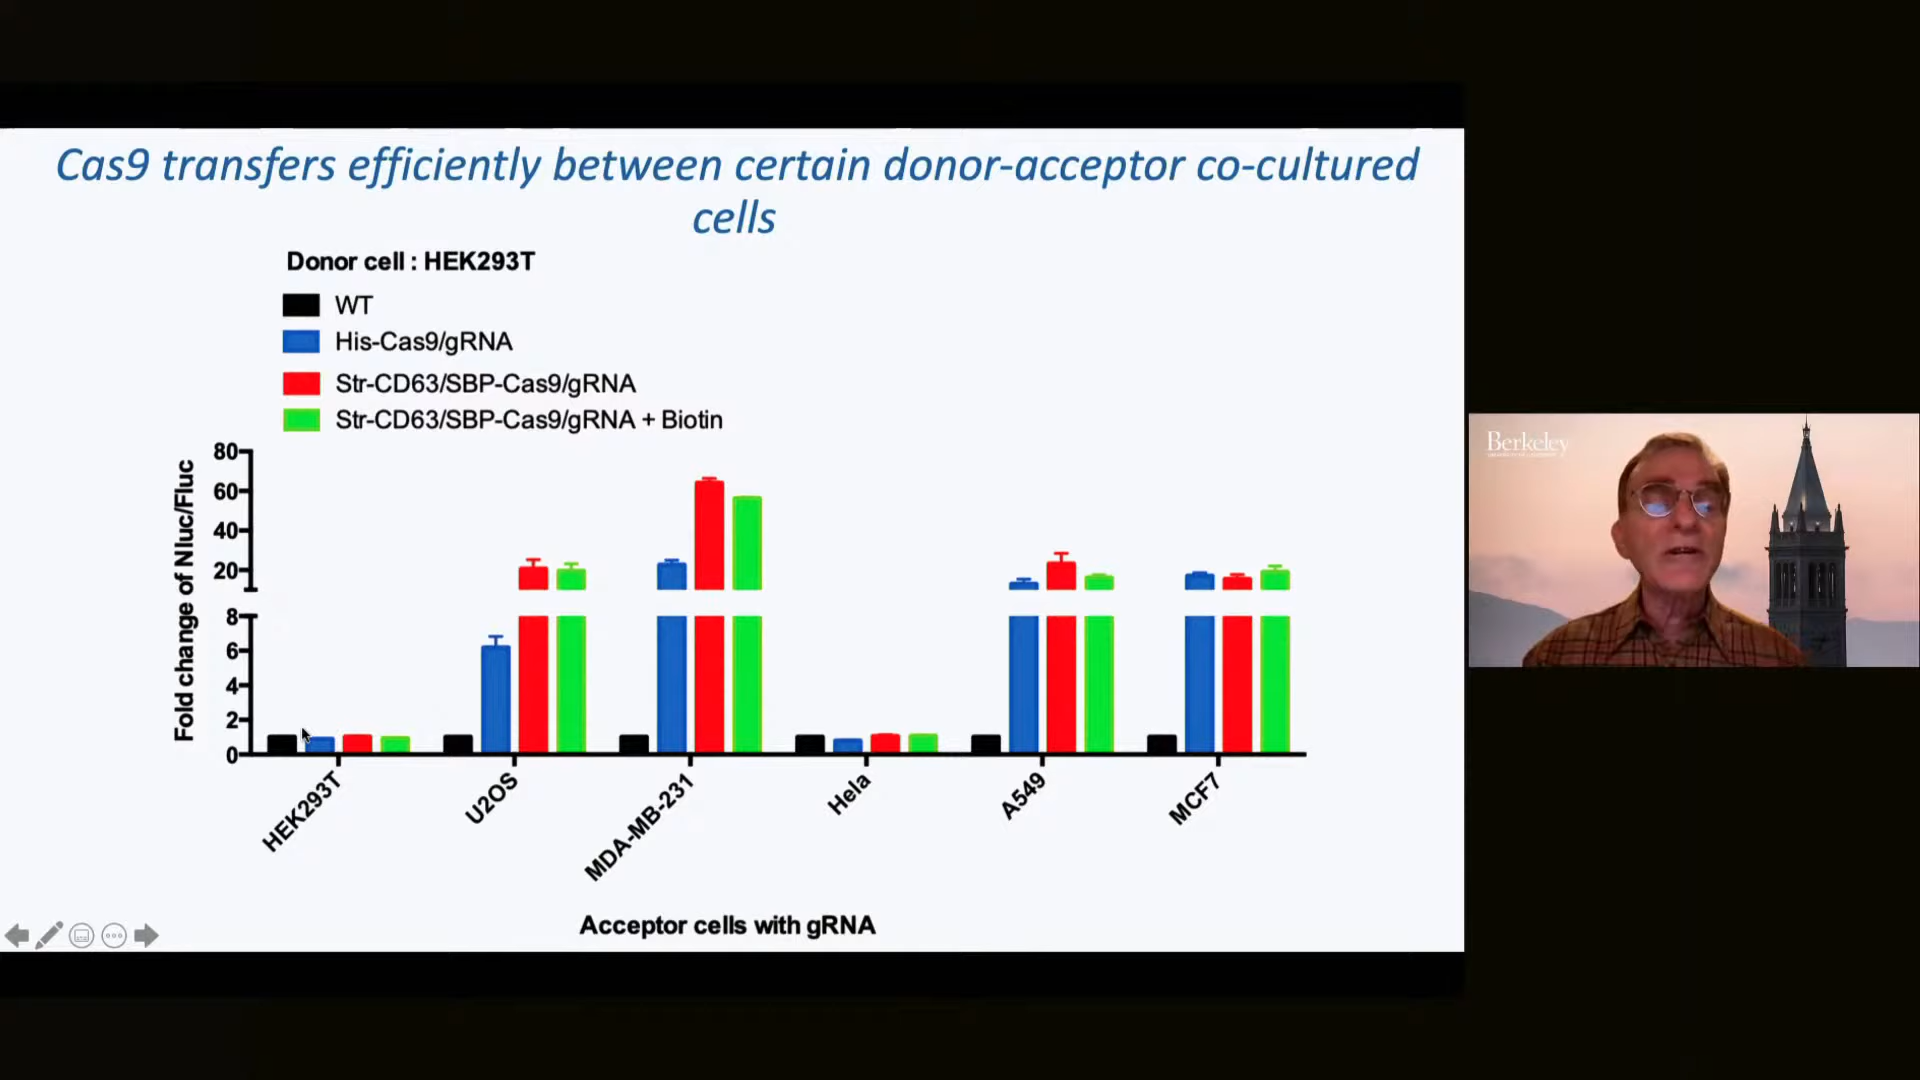 Cas9 transfers efficiently between certain donor-acceptor co-cultured
cells
Donor cell : HEK293T
WT
His-Cas9/gRNA
Str-CD63/SBP-Cas9/gRNA
Str-CD63/SBP-Cas9/gRNA + Biotin
Fold change of Nluc/Fluc
80
60
40
20
8
6
4
2
0
HEK293T
U2OS
MDA-MB-231
Hela
A549
MCF7
Acceptor cells with gRNA
Berkeley